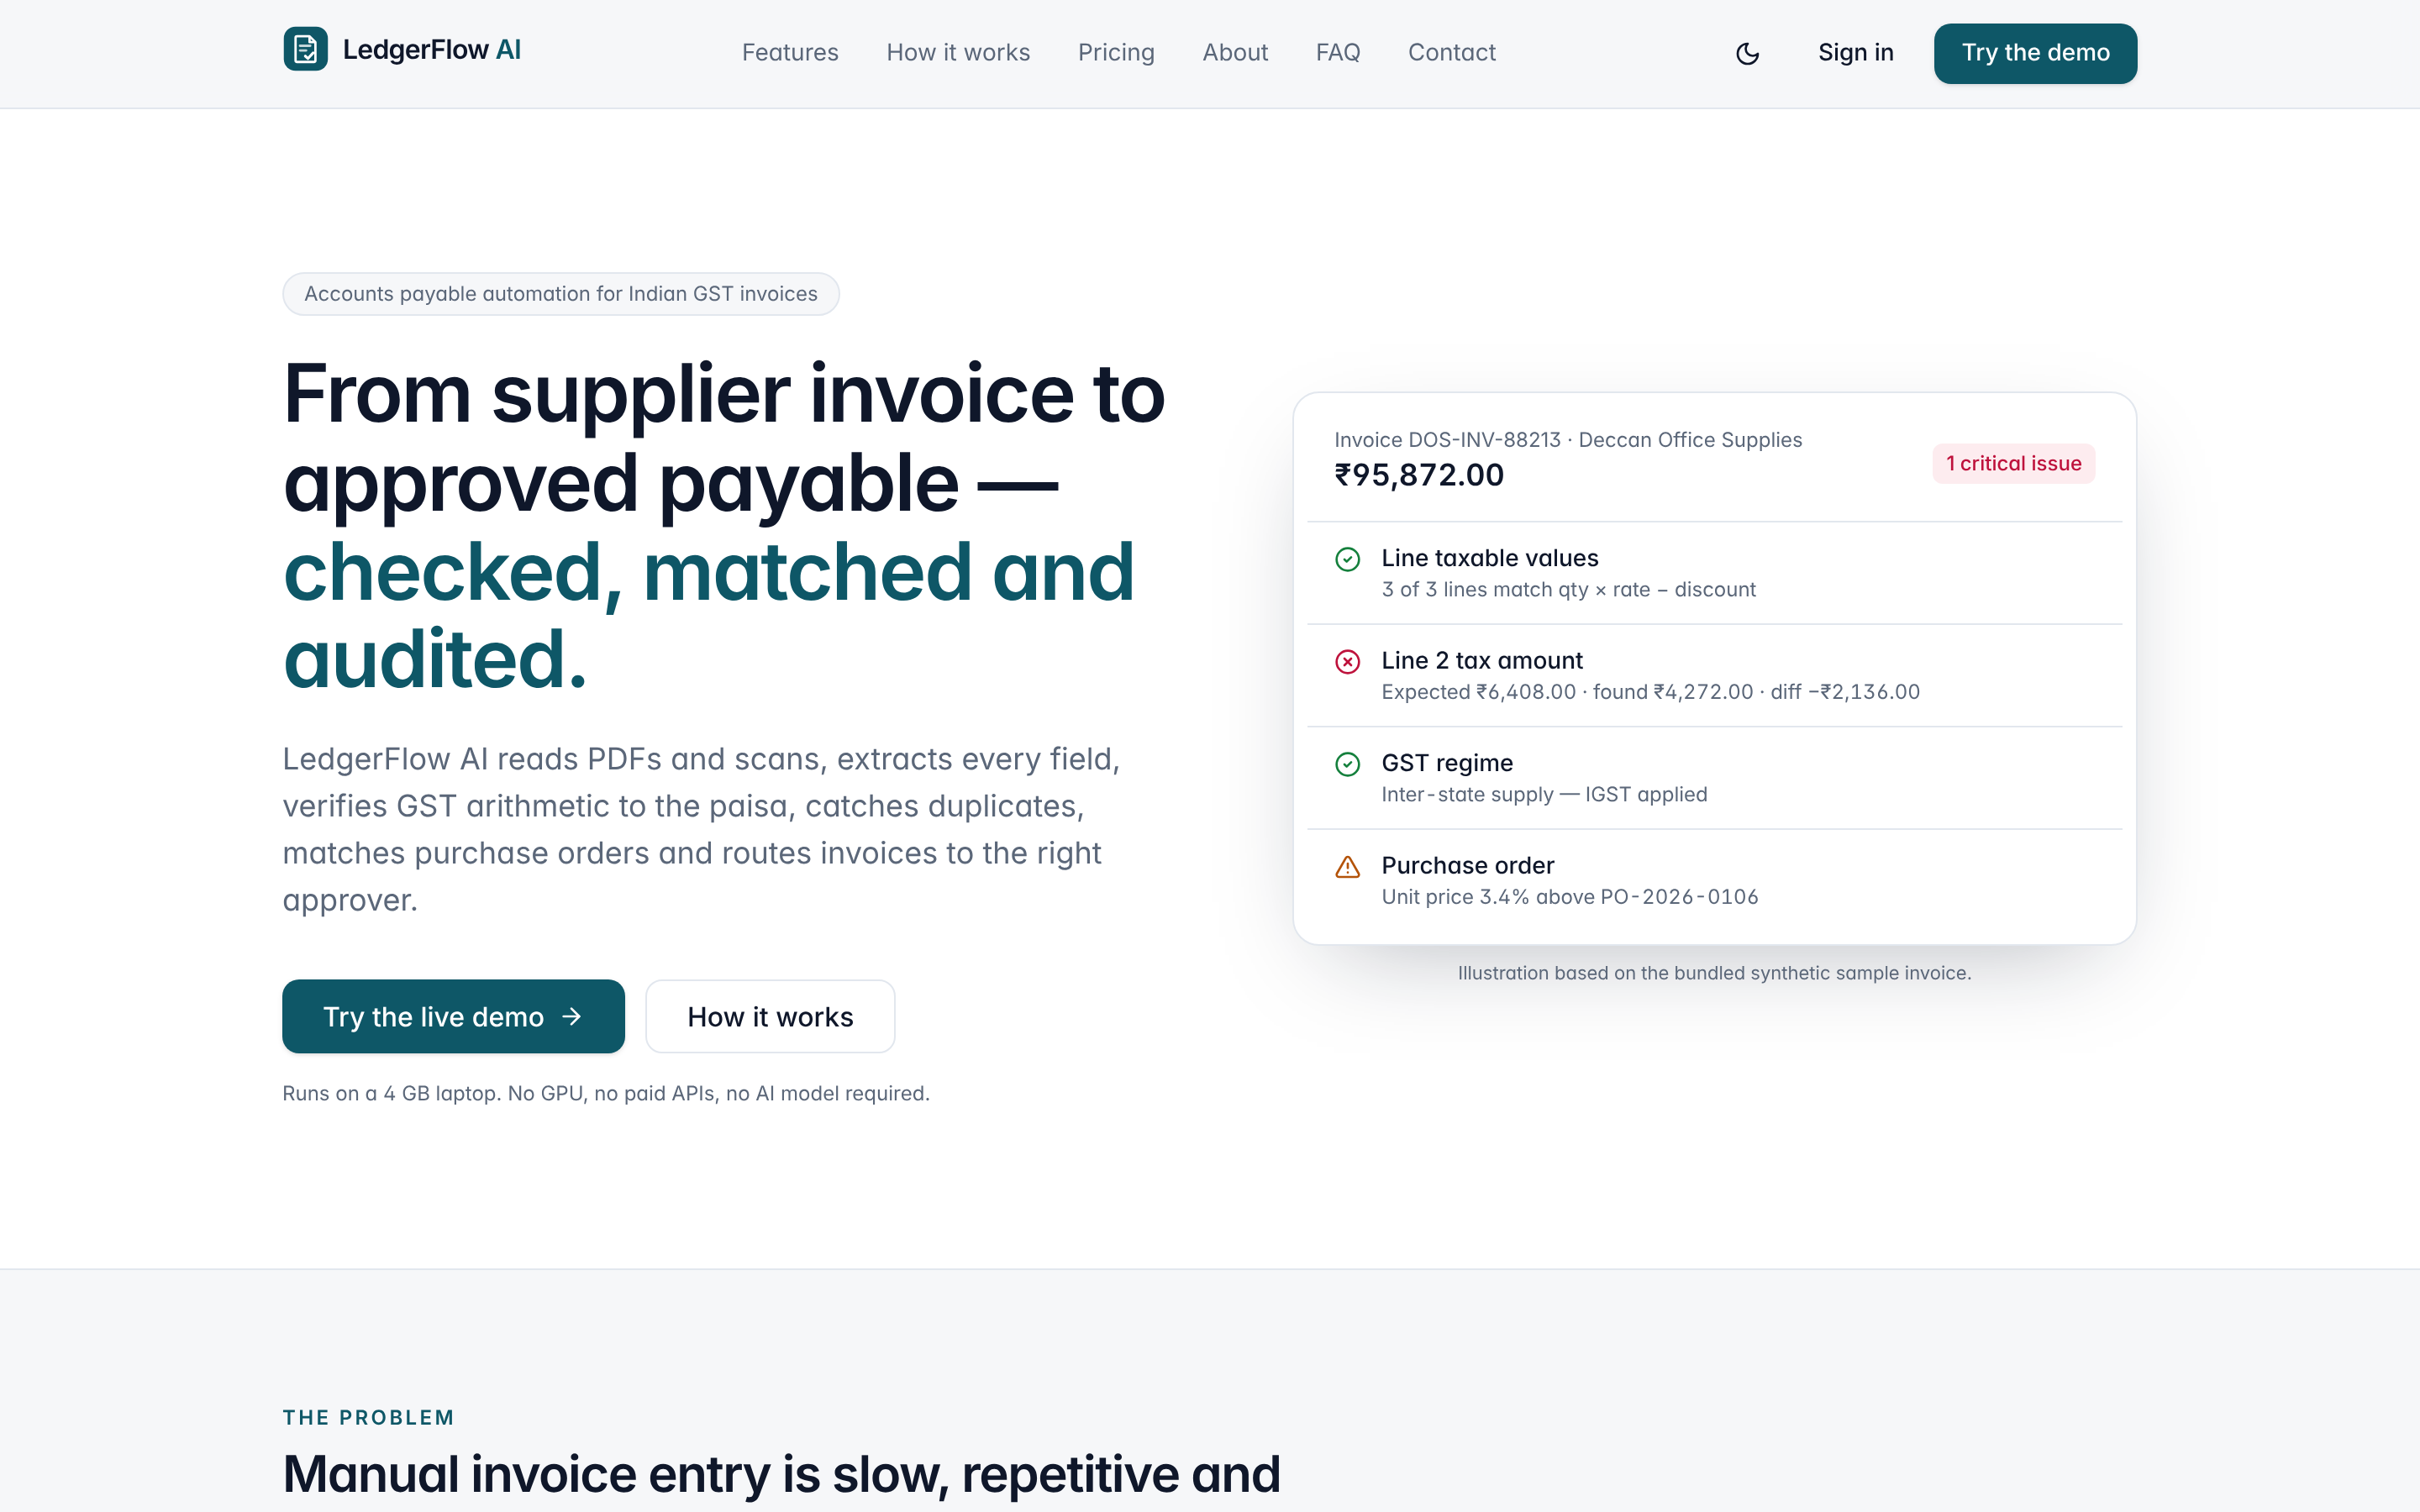 LedgerFlow AI
Features
How it works
Pricing
About
FAQ
Contact
Sign in
Try the demo
Accounts payable automation for Indian GST invoices
From supplier invoice to
approved payable —
checked, matched and
audited.
LedgerFlow AI reads PDFs and scans, extracts every field,
verifies GST arithmetic to the paisa, catches duplicates,
matches purchase orders and routes invoices to the right
approver.
Try the live demo →
How it works
Runs on a 4 GB laptop. No GPU, no paid APIs, no AI model required.
Invoice DOS-INV-88213 · Deccan Office Supplies
₹95,872.00
1 critical issue
Line taxable values
3 of 3 lines match qty × rate − discount
Line 2 tax amount
Expected ₹6,408.00 · found ₹4,272.00 · diff −₹2,136.00
GST regime
Inter-state supply — IGST applied
Purchase order
Unit price 3.4% above PO-2026-0106
Illustration based on the bundled synthetic sample invoice.
THE PROBLEM
Manual invoice entry is slow, repetitive and